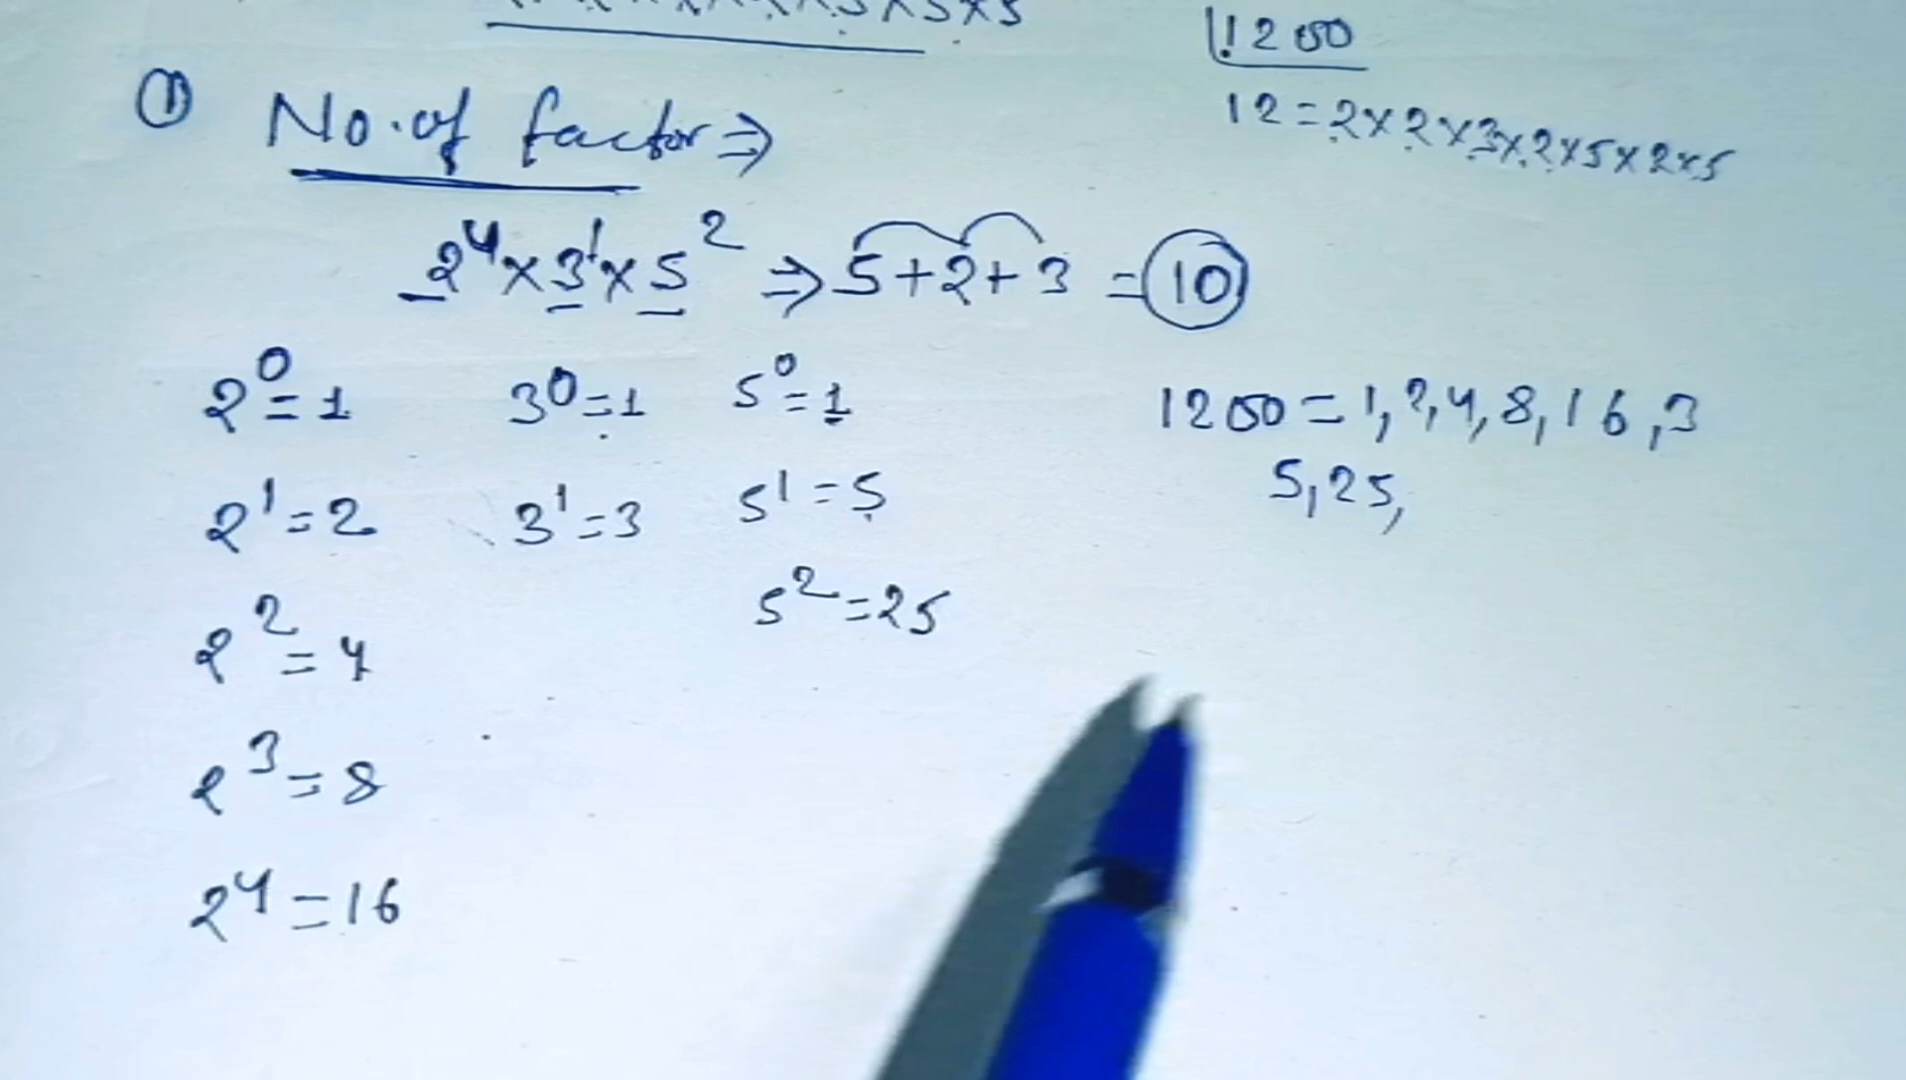 1200
12=2×2×3×2×5×2×5
① No. of factor ⇒
2⁴×3¹×5² ⇒ 5+2+3 = 10
2⁰=1 3⁰=1 5⁰=1
2¹=2 3¹=3 5¹=5
2²=4 5²=25
2³=8
2⁴=16
1200=1,2,4,8,16,3
5,25,